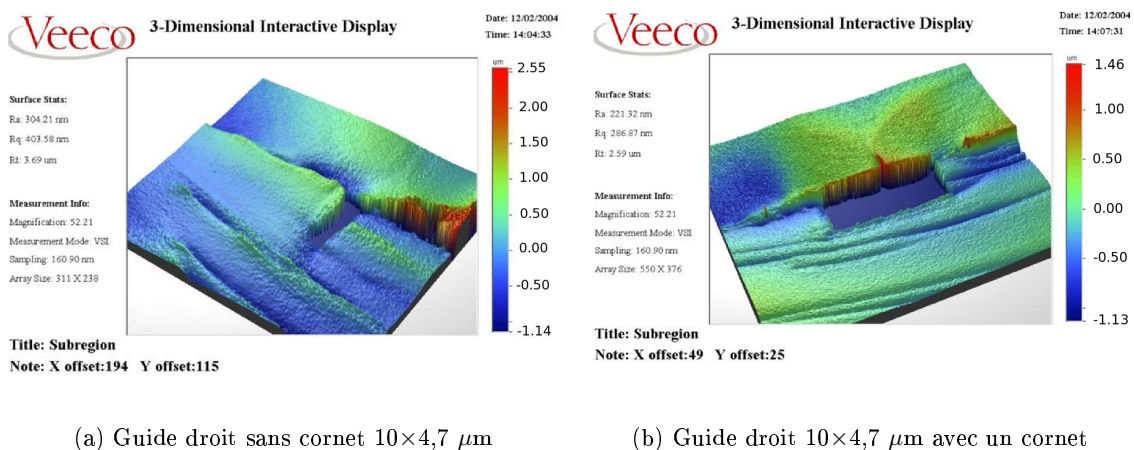 Veeco
3-Dimensional Interactive Display
Date: 12/02/2004
Time: 14:04:33
um
2.55
2.00
1.50
1.00
0.50
0.00
-0.50
-1.14
Surface Stats:
Ra: 304.21 nm
Rq: 403.58 nm
Rt: 3.69 um
Measurement Info:
Magnification: 52.21
Measurement Mode: VSI
Sampling: 160.90 nm
Array Size: 311 X 238
Title: Subregion
Note: X offset:194 Y offset:115
(a) Guide droit sans cornet 10×4,7 μm
Veeco
3-Dimensional Interactive Display
Date: 12/02/2004
Time: 14:07:31
um
1.46
1.00
0.50
0.00
-0.50
-1.13
Surface Stats:
Ra: 221.32 nm
Rq: 286.87 nm
Rt: 2.59 um
Measurement Info:
Magnification: 52.21
Measurement Mode: VSI
Sampling: 160.90 nm
Array Size: 550 X 376
Title: Subregion
Note: X offset:49 Y offset:25
(b) Guide droit 10×4,7 μm avec un cornet